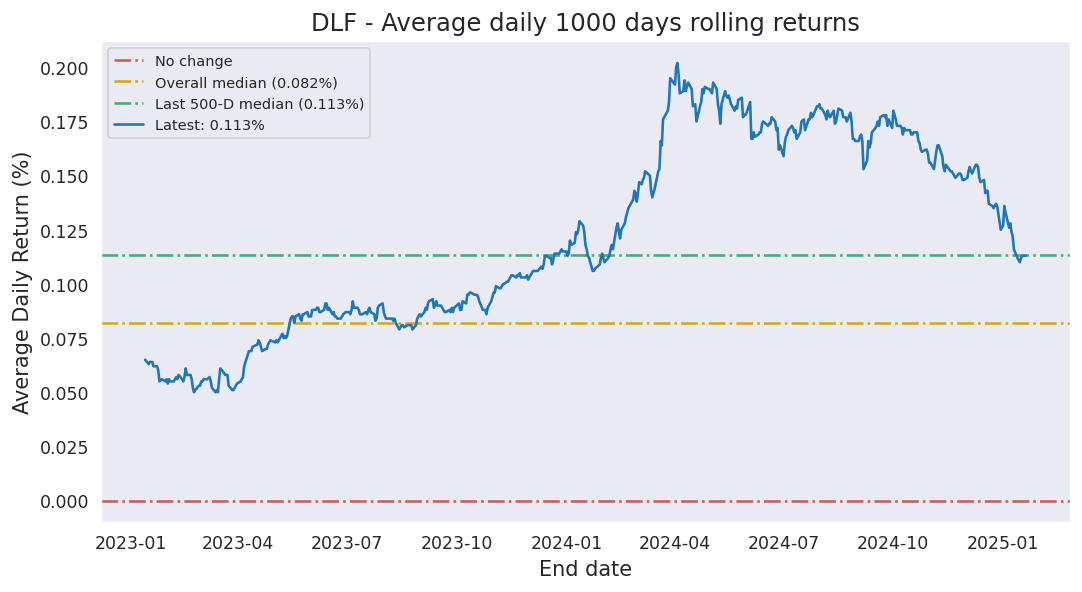 DLF - Average daily 1000 days rolling returns
No change
Overall median (0.082%)
Last 500-D median (0.113%)
Latest: 0.113%
Average Daily Return (%)
0.200
0.175
0.150
0.125
0.100
0.075
0.050
0.025
0.000
2023-01 2023-04 2023-07 2023-10 2024-01 2024-04 2024-07 2024-10 2025-01
End date